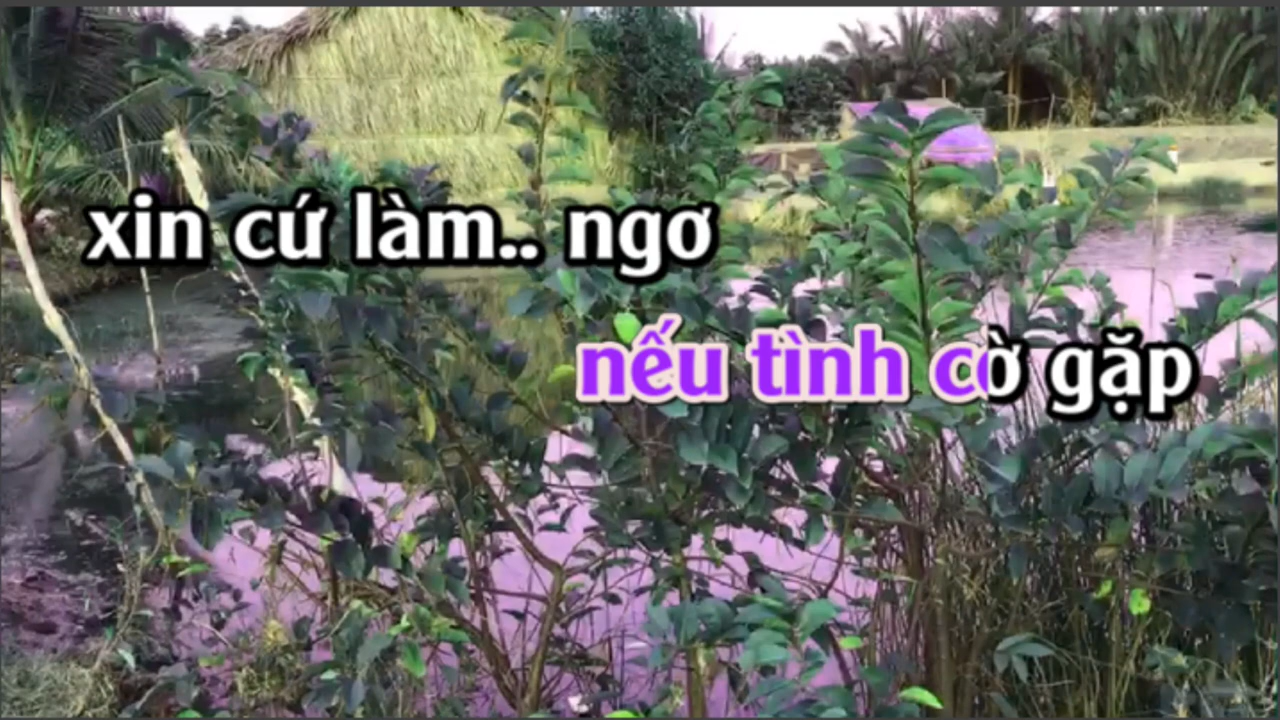 xin cứ làm.. ngơ
nếu tình cờ gặp